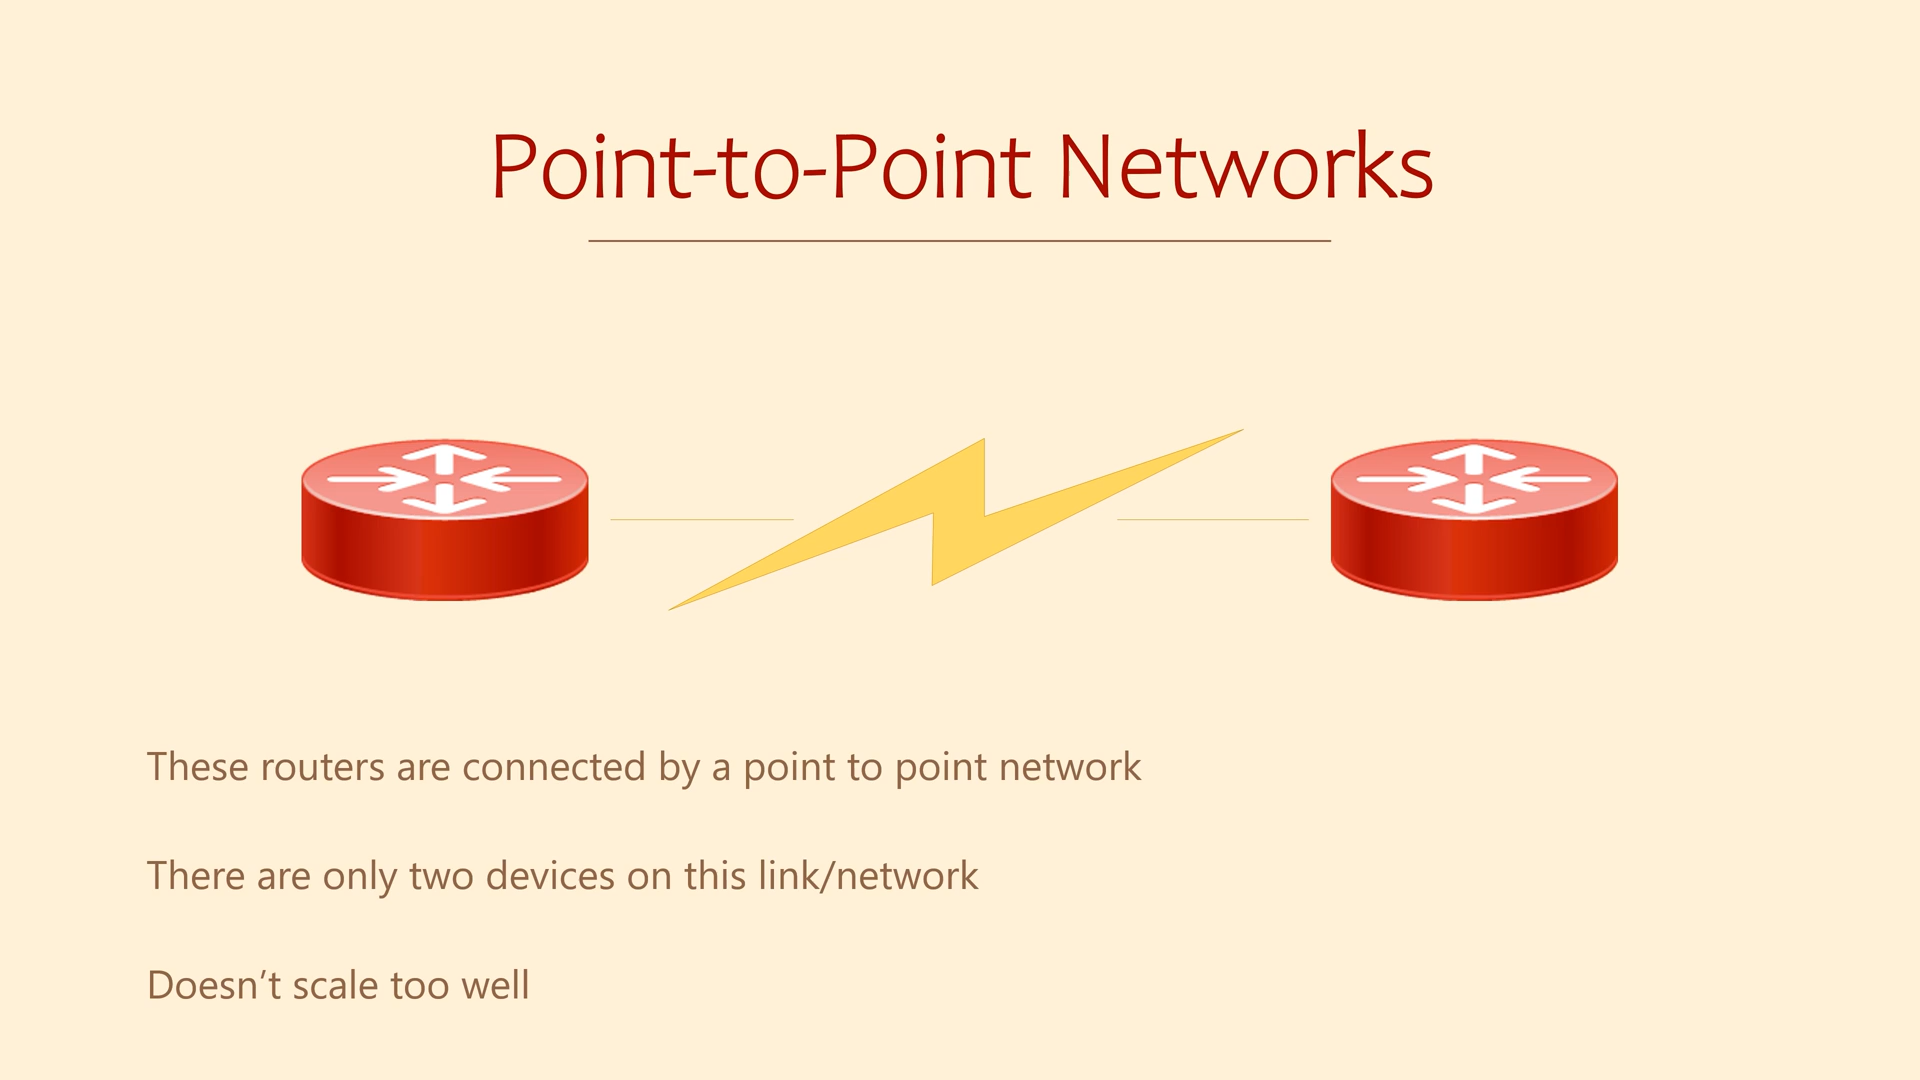 Point-to-Point Networks
These routers are connected by a point to point network
There are only two devices on this link/network
Doesn’t scale too well